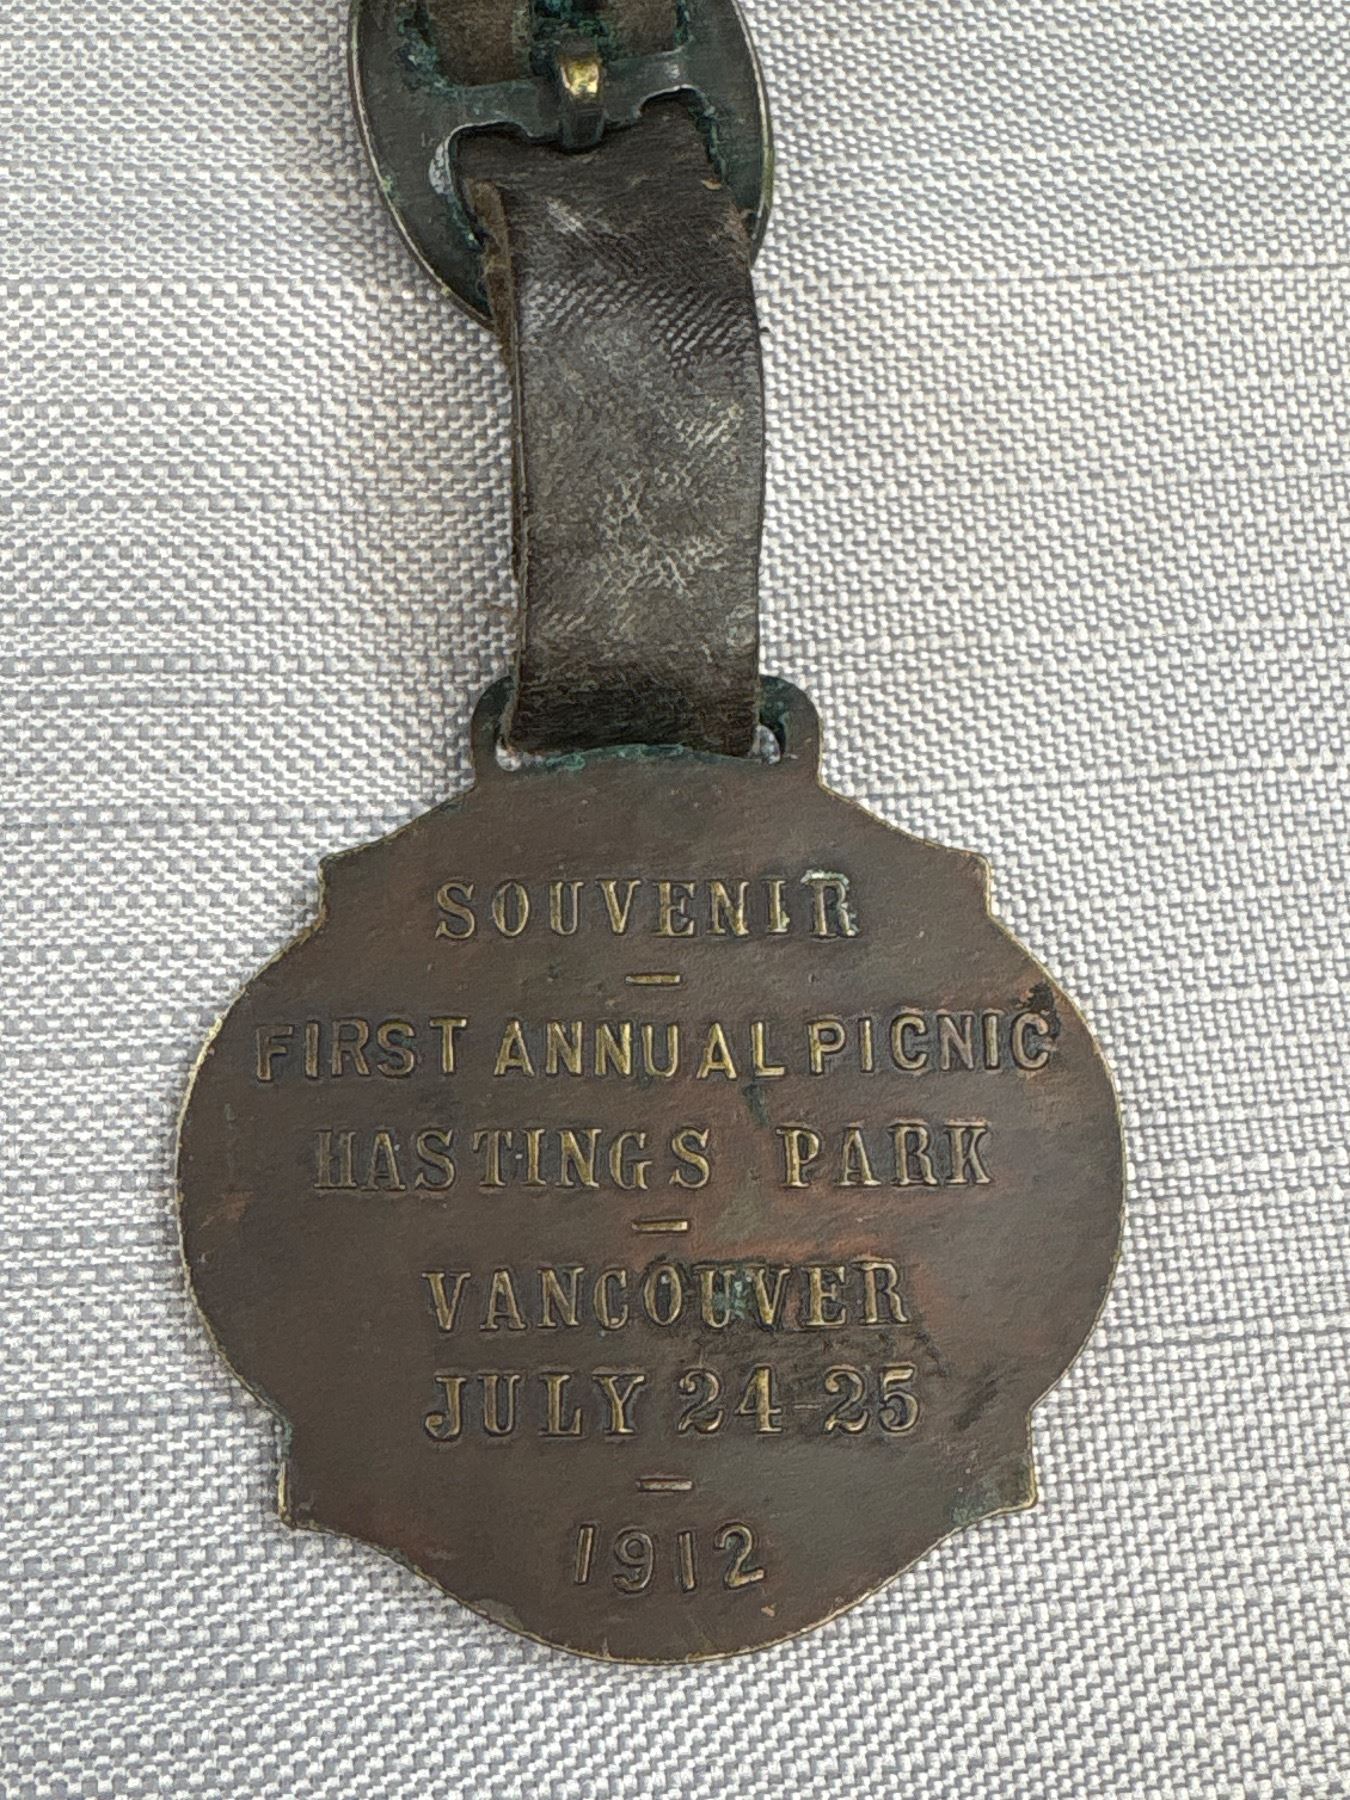 SOUVENIR
—
FIRST ANNUAL PICNIC
HASTINGS PARK
—
VANCOUVER
JULY 24-25
—
1912